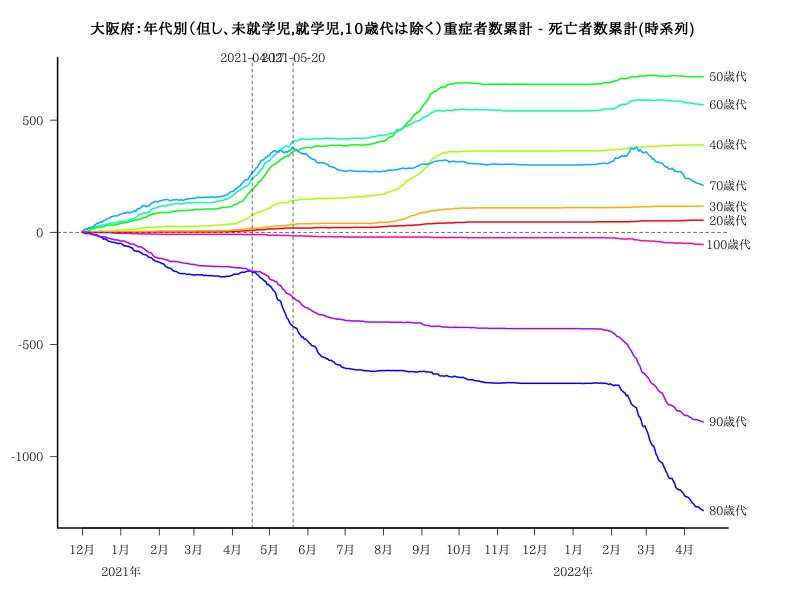 大阪府：年代別（但し、未就学児,就学児,10歳代は除く）重症者数累計 - 死亡者数累計(時系列)
2021-04-17 2021-05-20
50歳代
60歳代
40歳代
70歳代
30歳代
20歳代
100歳代
90歳代
80歳代
500
0
-500
-1000
12月 1月 2月 3月 4月 5月 6月 7月 8月 9月 10月 11月 12月 1月 2月 3月 4月
2021年 2022年